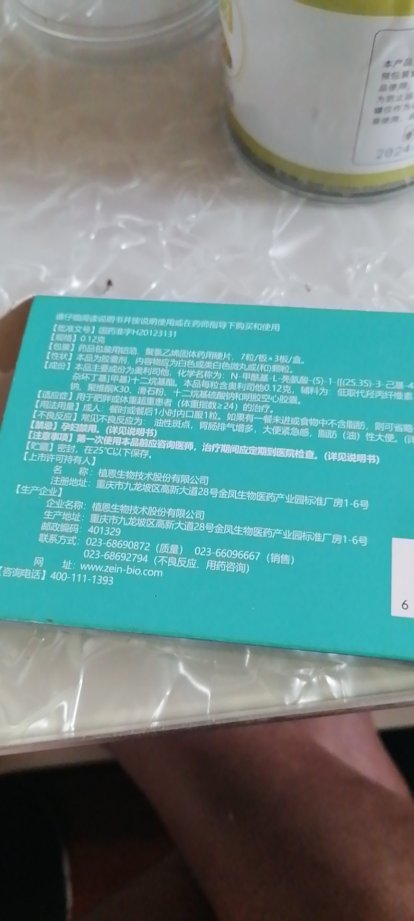 本产品
预包装
品使用,
为防止
2024
请仔细阅读说明书并按说明使用或在药师指导下购买和使用
【批准文号】国药准字H20123131
【规格】0.12克
【包装】药品包装用铝箔、聚氯乙烯固体药用硬片,7粒/板×3板/盒。
【性状】本品为胶囊剂,内容物应为白色或类白色微丸或(和)颗粒。
【成份】本品主要成份为奥利司他,化学名称为:N-甲酰基-L-亮氨酸-(S)-1-[[(2S,3S)-3-己基-4
杂环丁基]甲基]十二烷基酯。本品每粒含奥利司他0.12克。辅料为:低取代羟丙纤维素
钠、聚维酮K30、滑石粉、十二烷基硫酸钠和明胶空心胶囊。
【适应症】用于肥胖或体重超重患者(体重指数≥24)的治疗。
【用法用量】成人:餐时或餐后1小时内口服1粒。如果有一餐未进或食物中不含脂肪,则可省略
【不良反应】常见不良反应为:油性斑点,胃肠排气增多,大便紧急感,脂肪(油)性大便。(详
【禁忌】孕妇禁用。(详见说明书)
【注意事项】第一次使用本品前应咨询医师,治疗期间应定期到医院检查。(详见说明书)
【贮藏】密封,在25℃以下保存。
【上市许可持有人】
名 称:植恩生物技术股份有限公司
注册地址:重庆市九龙坡区高新大道28号金凤生物医药产业园标准厂房1-6号
【生产企业】
企业名称:植恩生物技术股份有限公司
生产地址:重庆市九龙坡区高新大道28号金凤生物医药产业园标准厂房1-6号
邮政编码:401329
联系方式:023-68690872(质量) 023-66096667(销售)
023-68692794(不良反应、用药咨询)
网 址:www.zein-bio.com
【咨询电话】400-111-1393
6